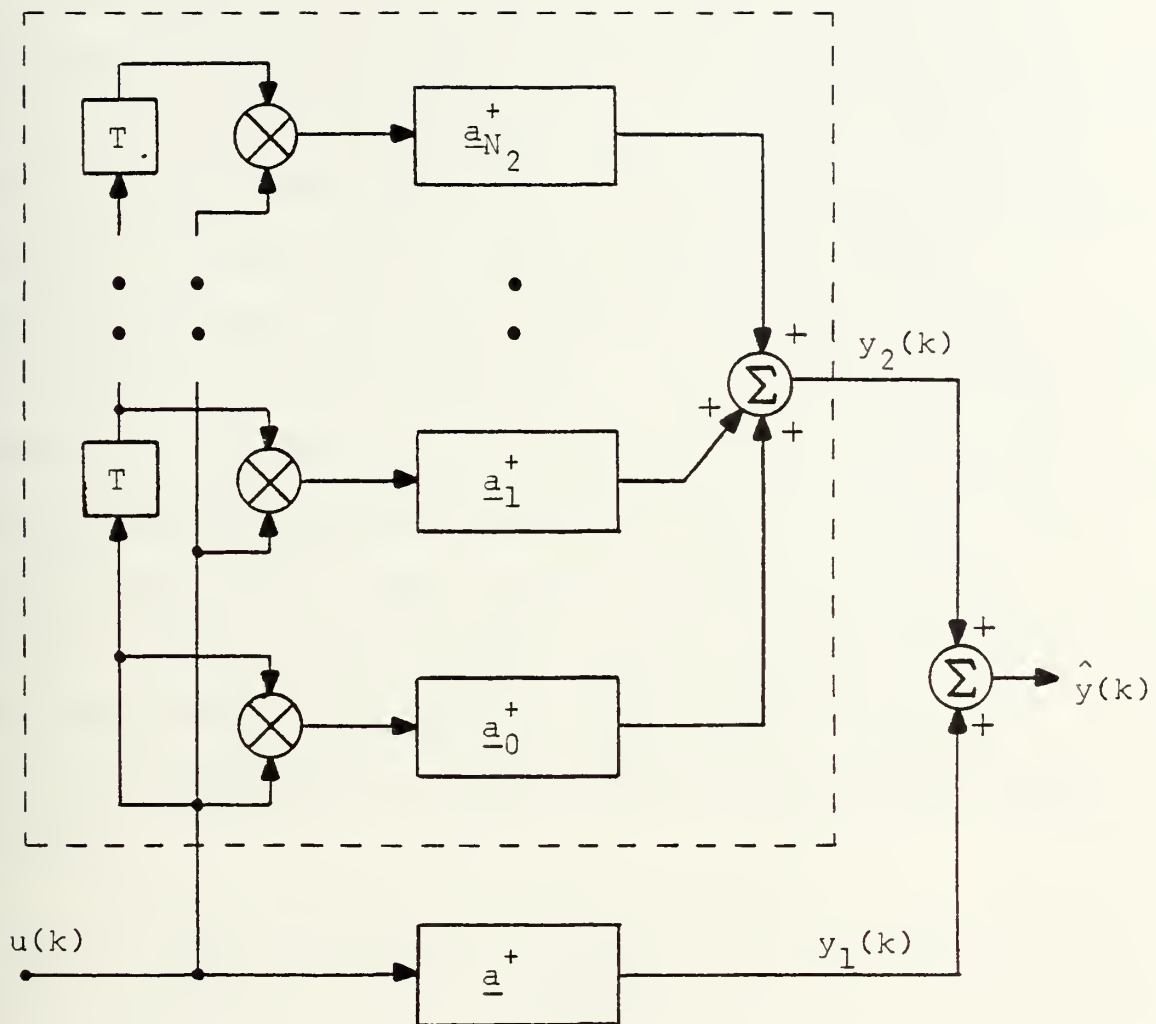 T
a⁺N₂
+
y₂(k)
Σ
+
+
T
a⁺₁
+
Σ
ŷ(k)
+
a⁺₀
u(k)
a⁺
y₁(k)